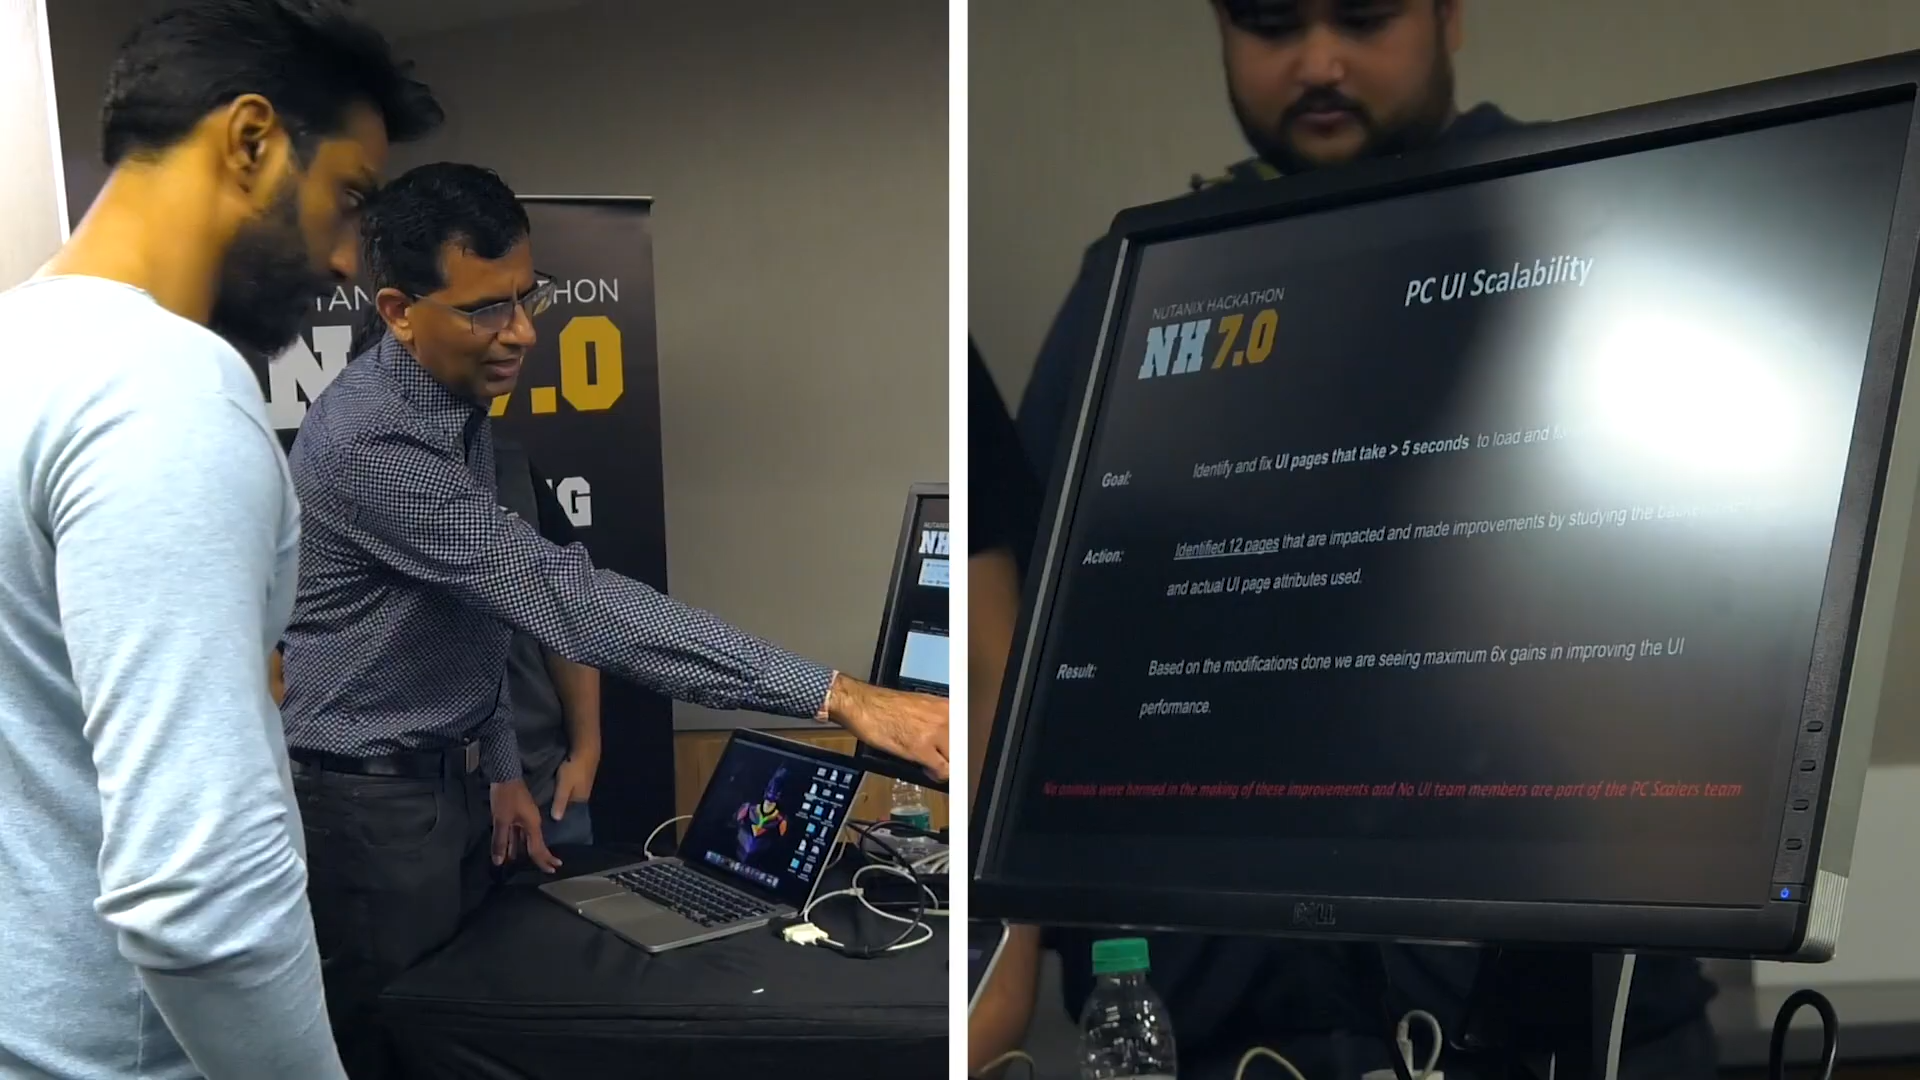 HON
.0
G
NH
PC UI Scalability
NUTANIX HACKATHON
NH 7.0
Goal: Identify and fix UI pages that take > 5 seconds to load and
Action: Identified 12 pages that are impacted and made improvements by studying the
and actual UI page attributes used.
Result: Based on the modifications done we are seeing maximum 6x gains in improving the UI
performance.
No animals were harmed in the making of these improvements and No UI team members are part of the PC Scalers team
DELL